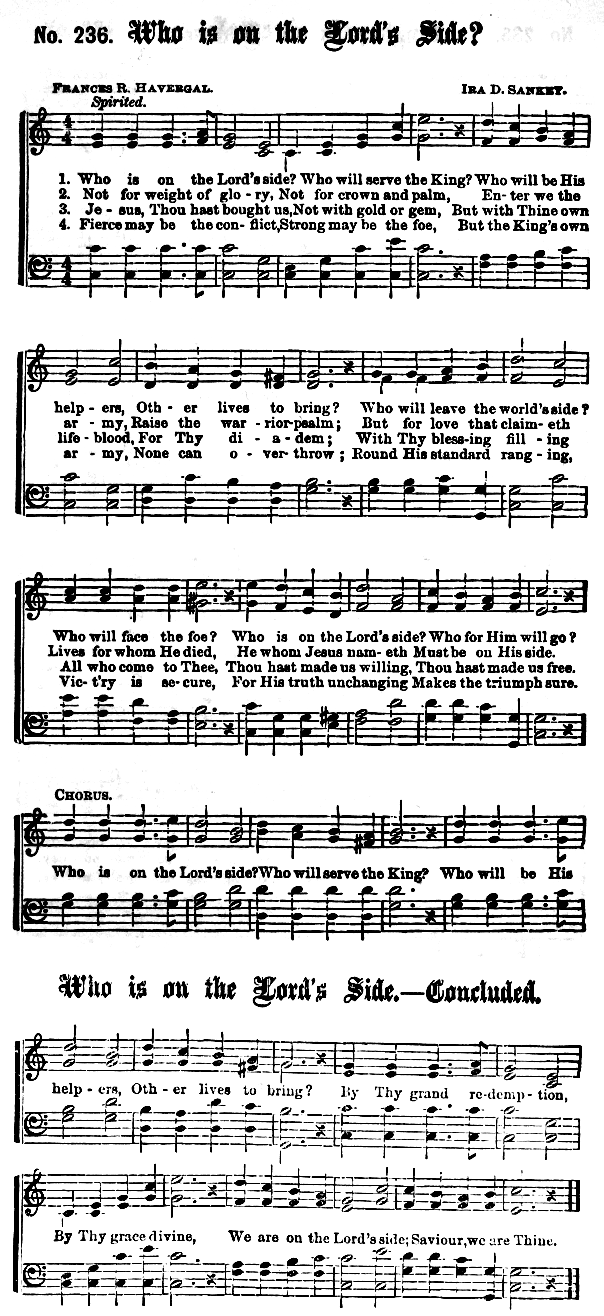 No. 236. Who is on the Lord's Side?
FRANCES R. HAVERGAL. IRA D. SANKEY.
Spirited.
1. Who is on the Lord's side? Who will serve the King? Who will be His
2. Not for weight of glo - ry, Not for crown and palm, En- ter we the
3. Je - sus, Thou hast bought us, Not with gold or gem, But with Thine own
4. Fierce may be the con- flict, Strong may be the foe, But the King's own
help - ers, Oth - er lives to bring? Who will leave the world's side?
ar - my, Raise the war - rior-psalm; But for love that claim- eth
life - blood, For Thy di - a - dem; With Thy bless-ing fill - ing
ar - my, None can o - ver- throw; Round His standard rang - ing,
Who will face the foe? Who is on the Lord's side? Who for Him will go?
Lives for whom He died, He whom Jesus nam- eth Must be on His side.
All who come to Thee, Thou hast made us willing, Thou hast made us free.
Vic- t'ry is se- cure, For His truth unchanging Makes the triumph sure.
CHORUS.
Who is on the Lord's side? Who will serve the King? Who will be His
Who is on the Lord's Side.—Concluded.
help - ers, Oth - er lives to bring? By Thy grand re-demp - tion,
By Thy grace divine, We are on the Lord's side; Saviour, we are Thine.